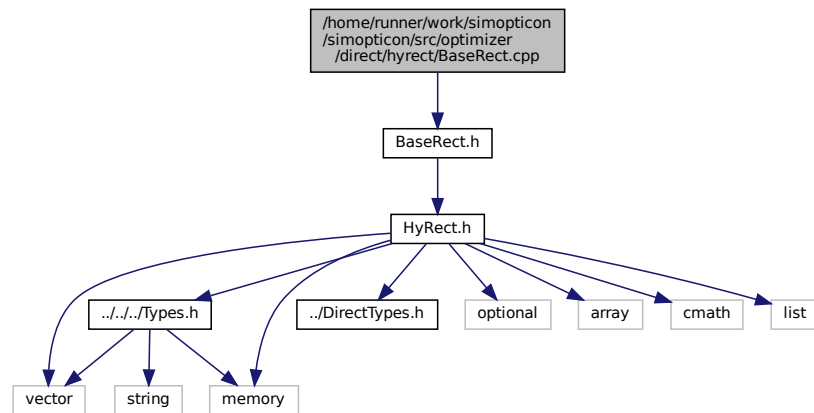 /home/runner/work/simopticon
/simopticon/src/optimizer
/direct/hyrect/BaseRect.cpp
BaseRect.h
HyRect.h
../../../Types.h
../DirectTypes.h
optional
array
cmath
list
vector
string
memory